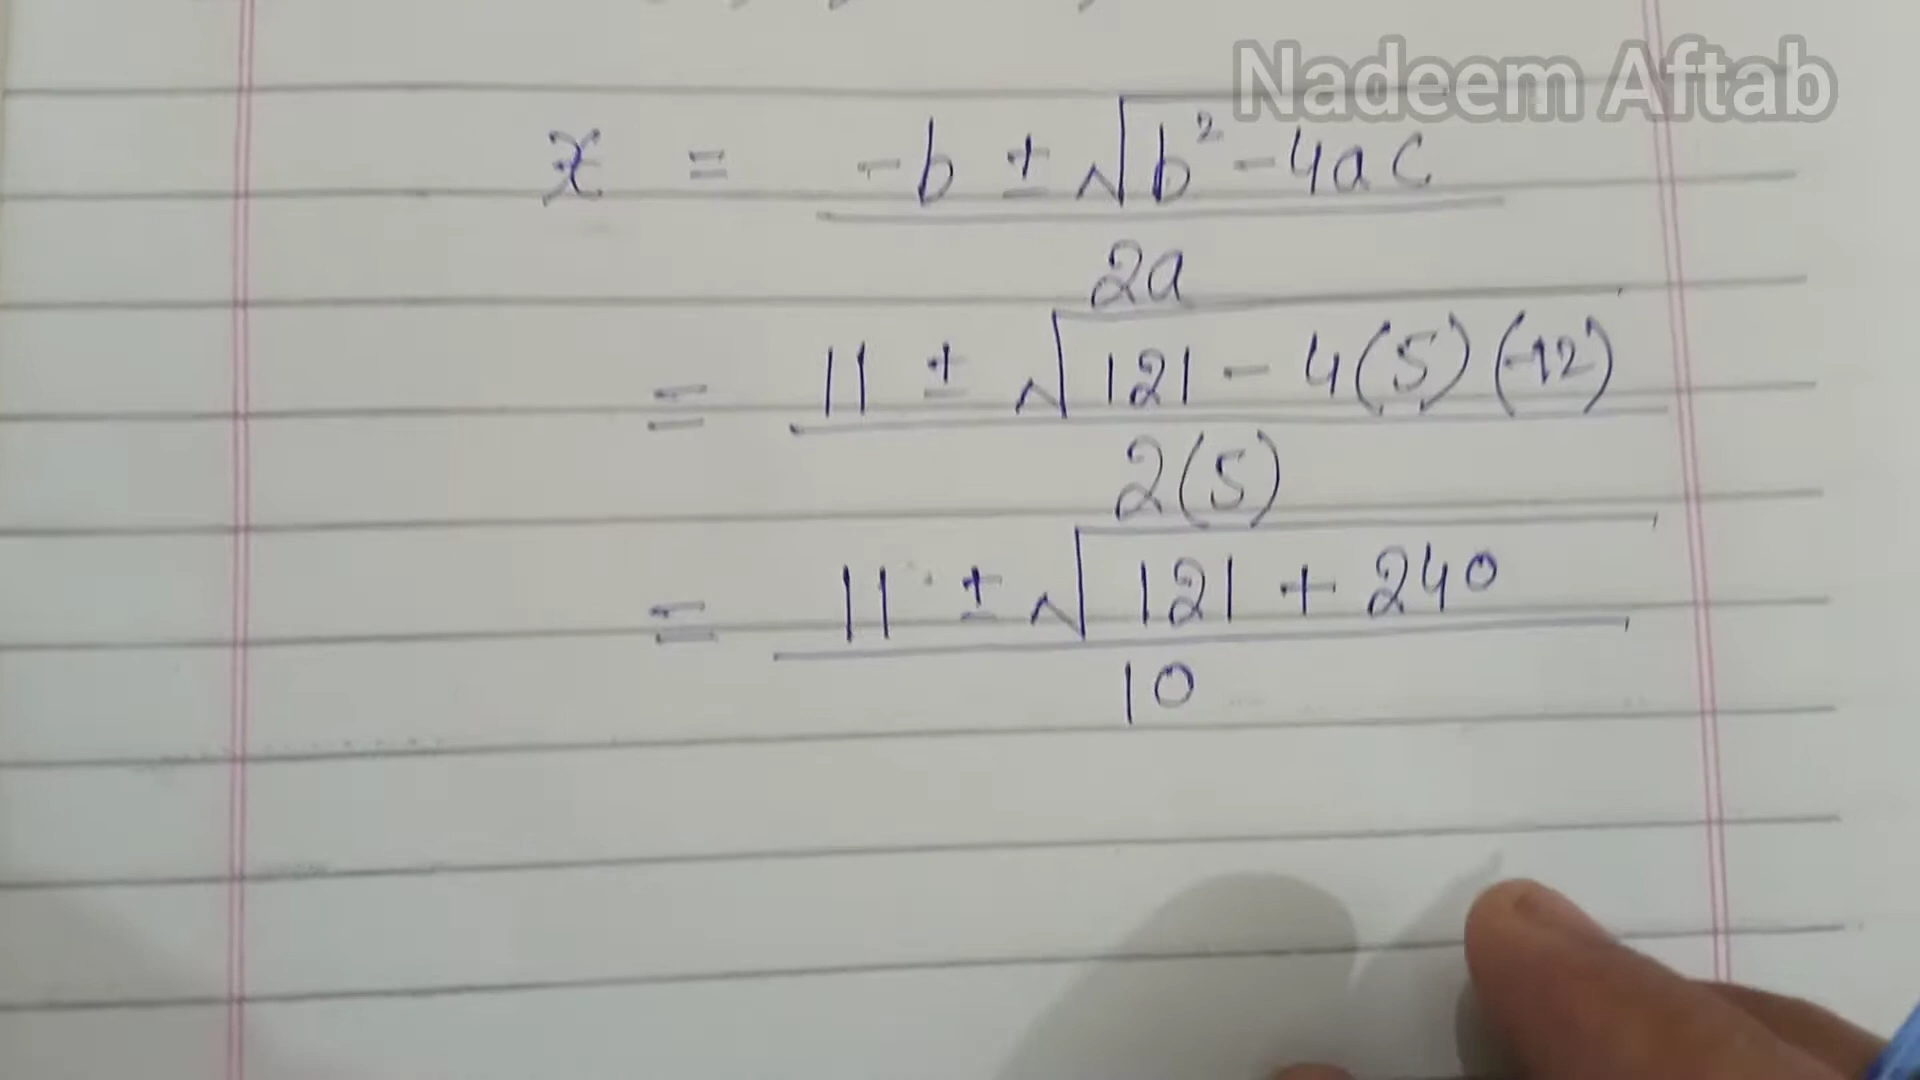 Nadeem Aftab
x = -b ± √b² - 4ac
2a
= 11 ± √121 - 4(5)(-12)
2(5)
= 11 ± √121 + 240
10